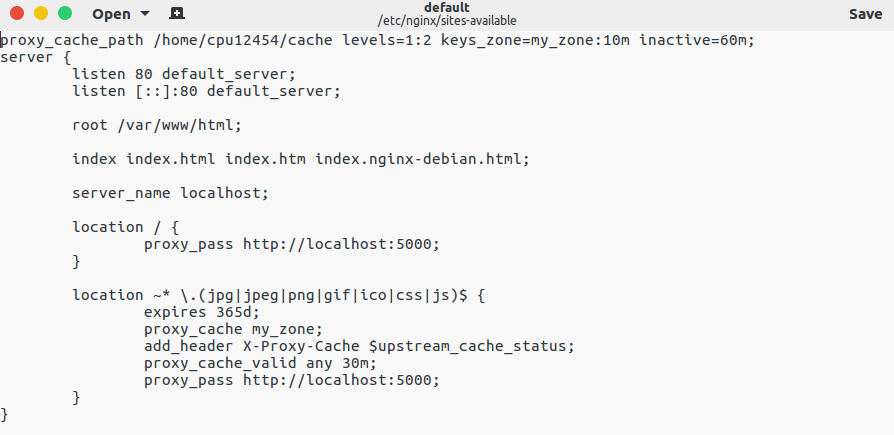 Open
default
/etc/nginx/sites-available
Save
proxy_cache_path /home/cpu12454/cache levels=1:2 keys_zone=my_zone:10m inactive=60m;
server {
        listen 80 default_server;
        listen [::]:80 default_server;

        root /var/www/html;

        index index.html index.htm index.nginx-debian.html;

        server_name localhost;

        location / {
                proxy_pass http://localhost:5000;
        }

        location ~* \.(jpg|jpeg|png|gif|ico|css|js)$ {
                expires 365d;
                proxy_cache my_zone;
                add_header X-Proxy-Cache $upstream_cache_status;
                proxy_cache_valid any 30m;
                proxy_pass http://localhost:5000;
        }
}